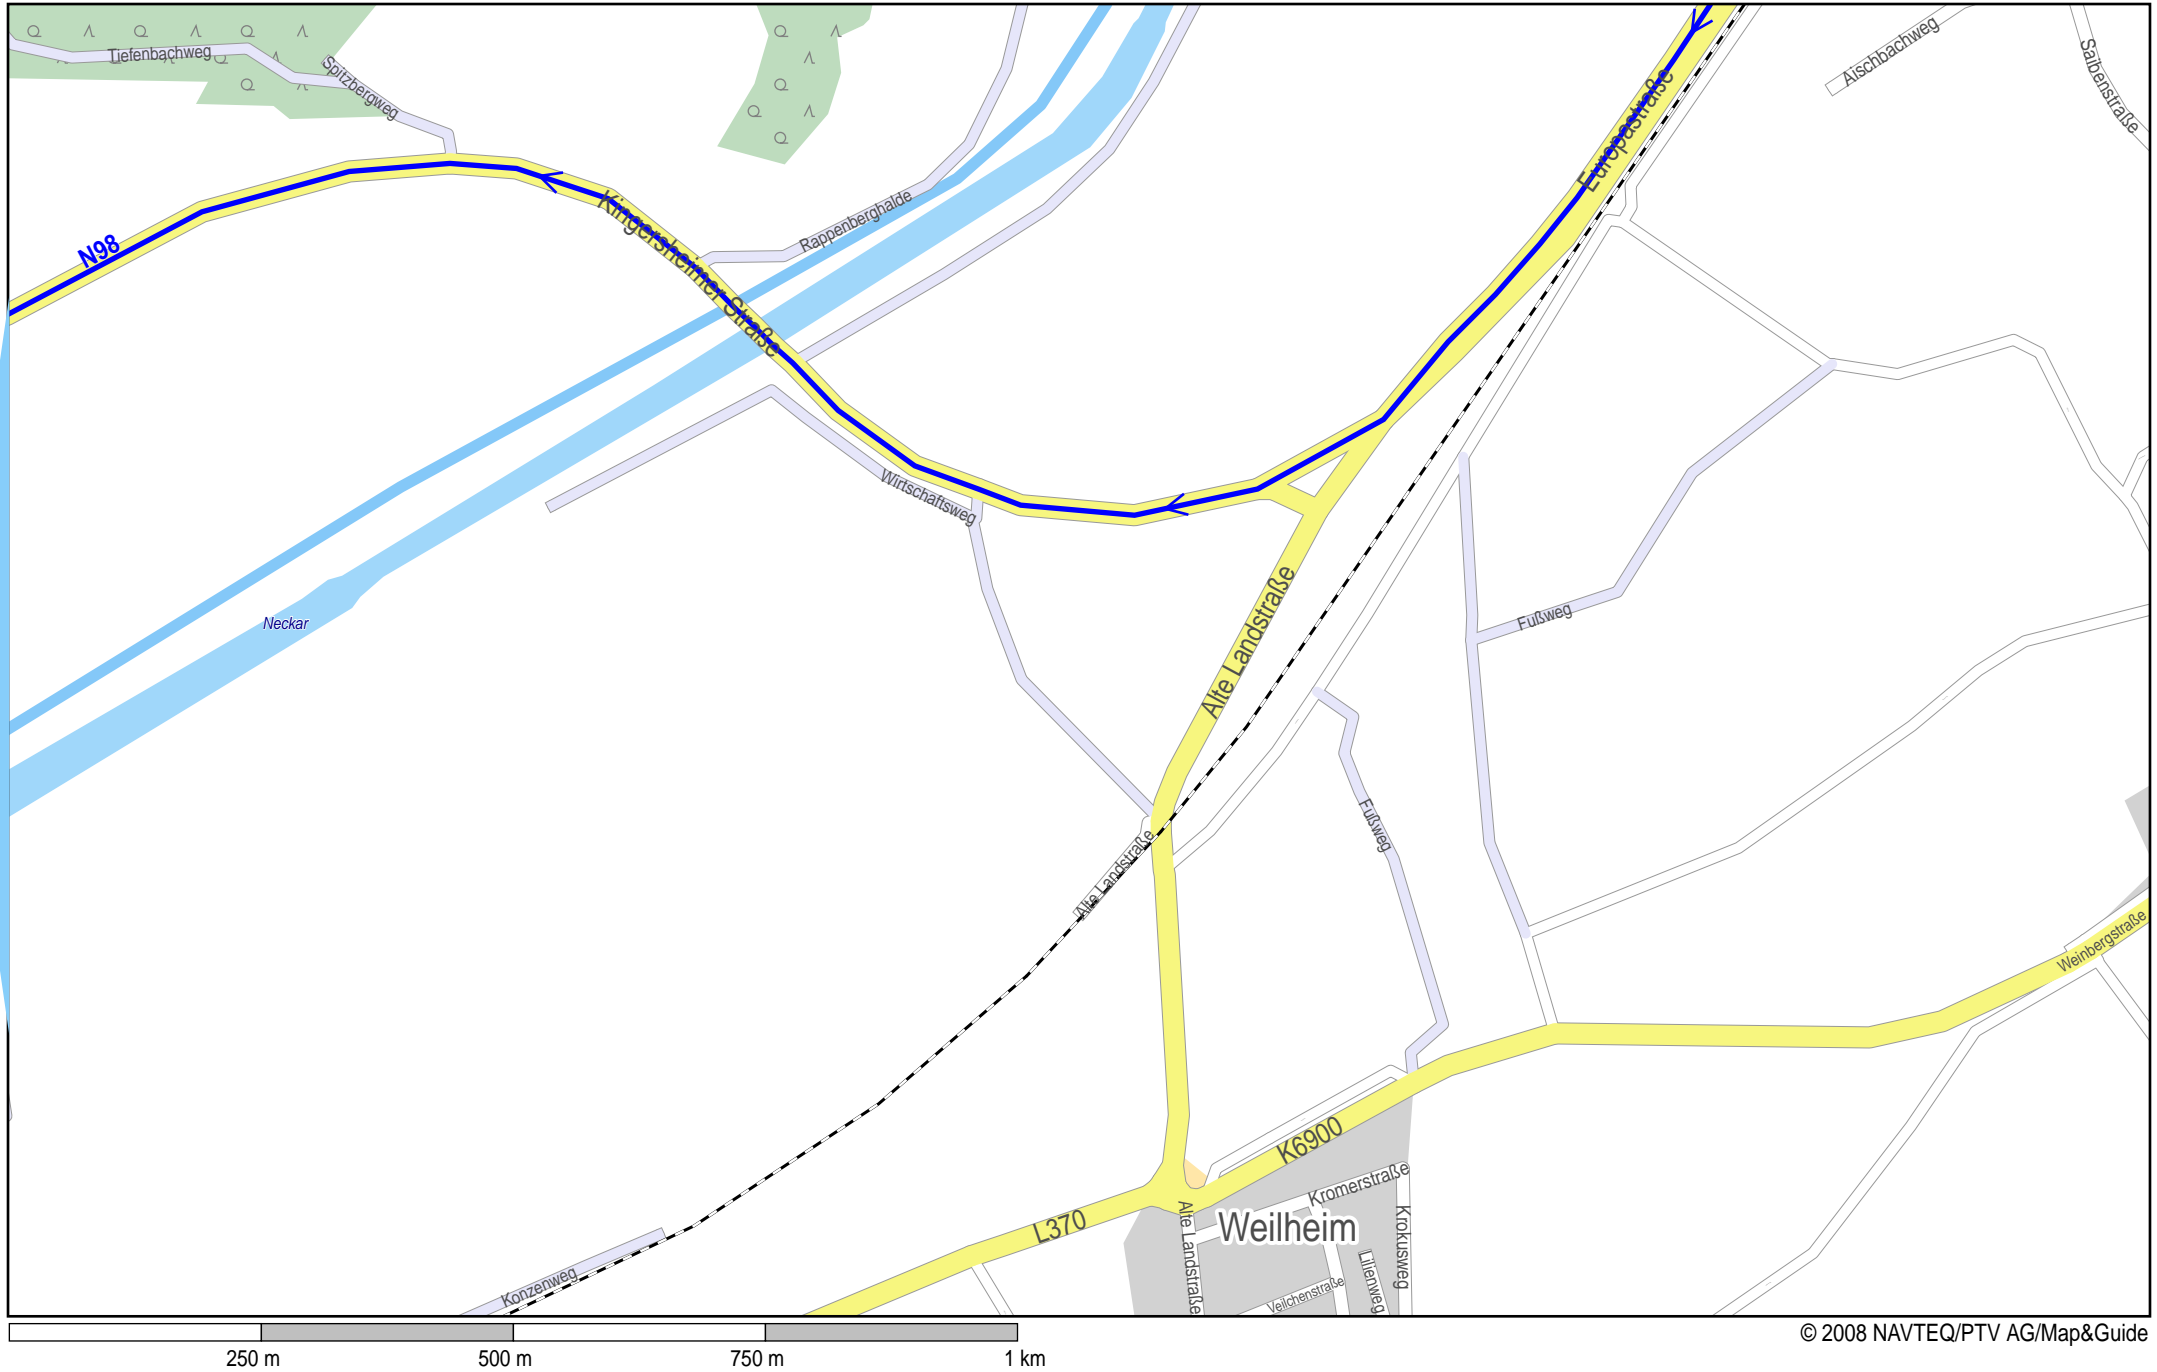 Tiefenbachweg
Spitzbergweg
Aischbachweg
Saibenstraße
Europastraße
Kingersheimer Straße
Rappenberghalde
N98
Wirtschaftsweg
Neckar
Alte Landstraße
Fußweg
Fußweg
Alte Landstraße
Weinbergstraße
K6900
Kromerstraße
L370
Weilheim
Alte Landstraße
Krokusweg
Lilienweg
Veilchenstraße
Konzenweg
250 m
500 m
750 m
1 km
© 2008 NAVTEQ/PTV AG/Map&Guide